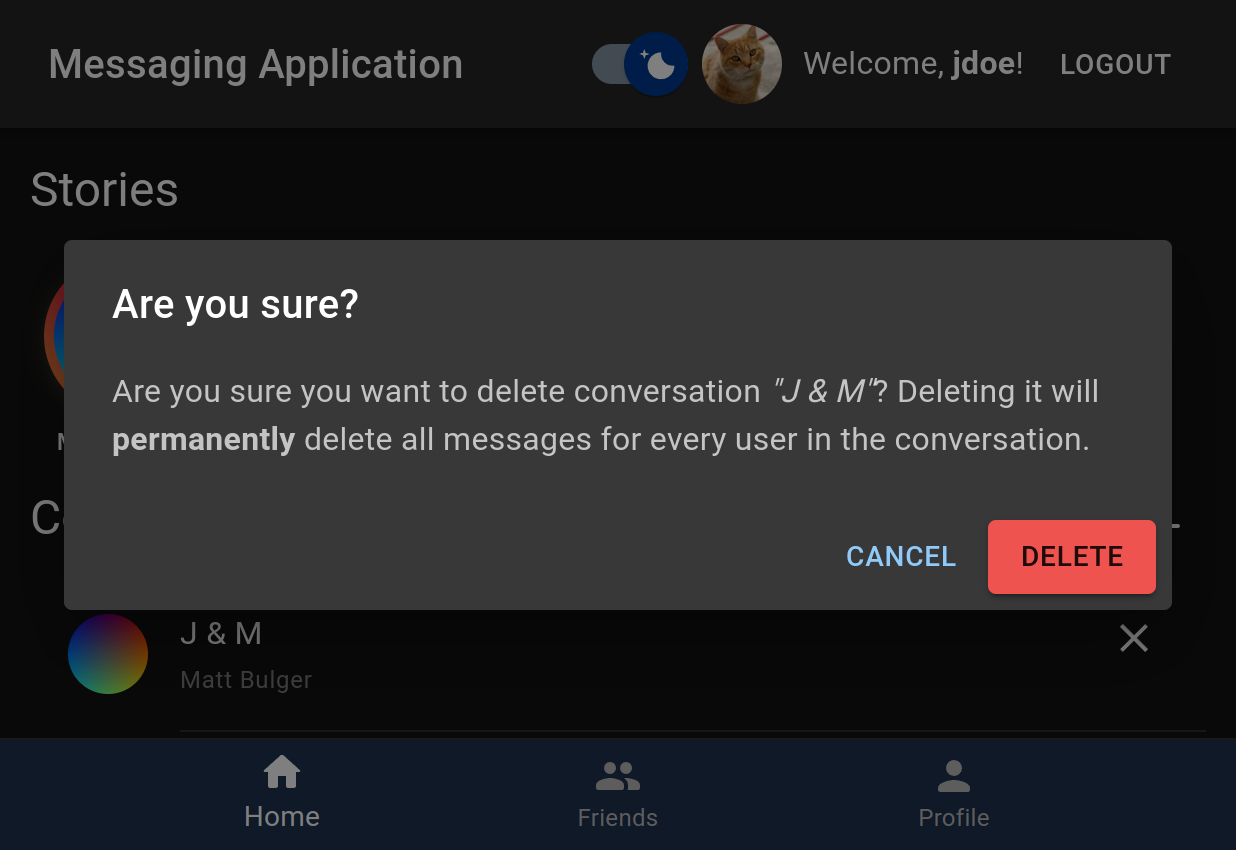 Messaging Application
Welcome, jdoe!
LOGOUT
Stories
Are you sure?
Are you sure you want to delete conversation "J & M"? Deleting it will
permanently delete all messages for every user in the conversation.
CANCEL
DELETE
J & M
Matt Bulger
Home
Friends
Profile